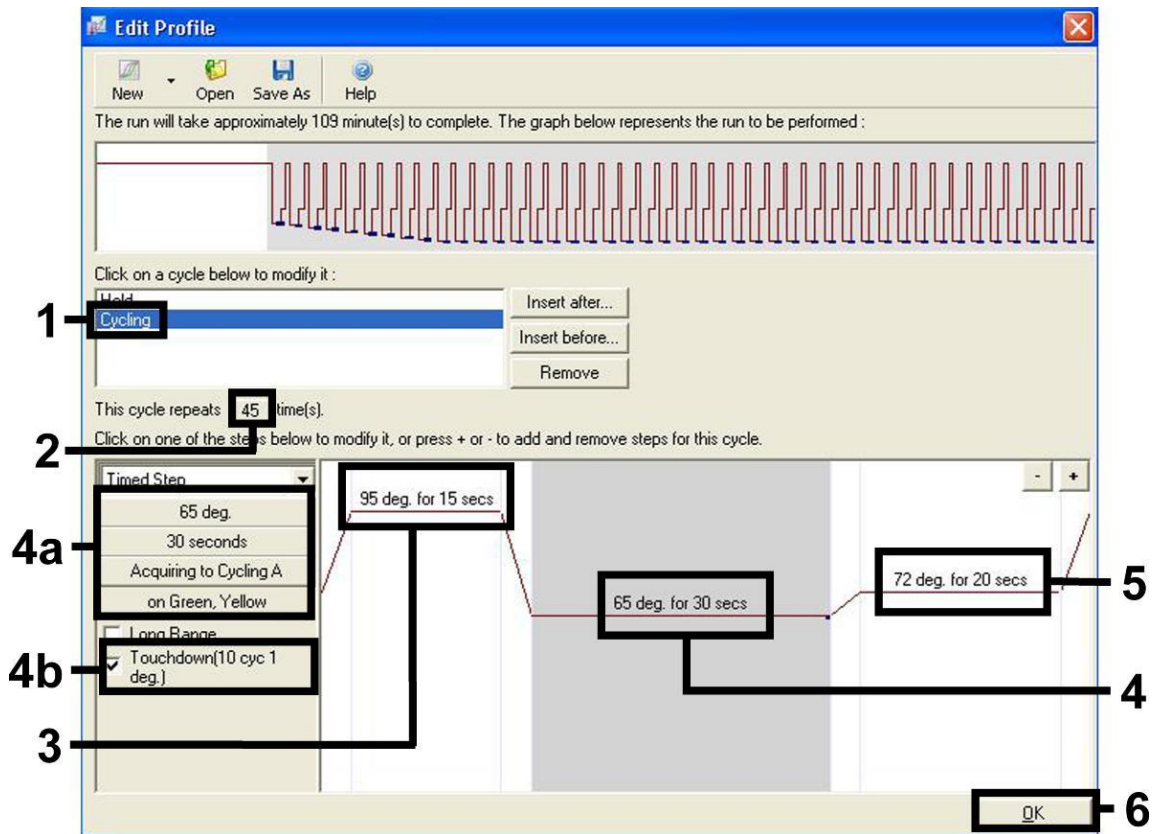 Edit Profile
New Open Save As Help
The run will take approximately 109 minute(s) to complete. The graph below represents the run to be performed :
Click on a cycle below to modify it :
Hold
1
Cycling
Insert after...
Insert before...
Remove
This cycle repeats 45 time(s).
2
Click on one of the steps below to modify it, or press + or - to add and remove steps for this cycle.
Timed Step
- +
4a
65 deg.
30 seconds
Acquiring to Cycling A
on Green, Yellow
Long Range
4b
Touchdown(10 cyc 1
deg.)
95 deg. for 15 secs
3
65 deg. for 30 secs
4
72 deg. for 20 secs
5
OK
6